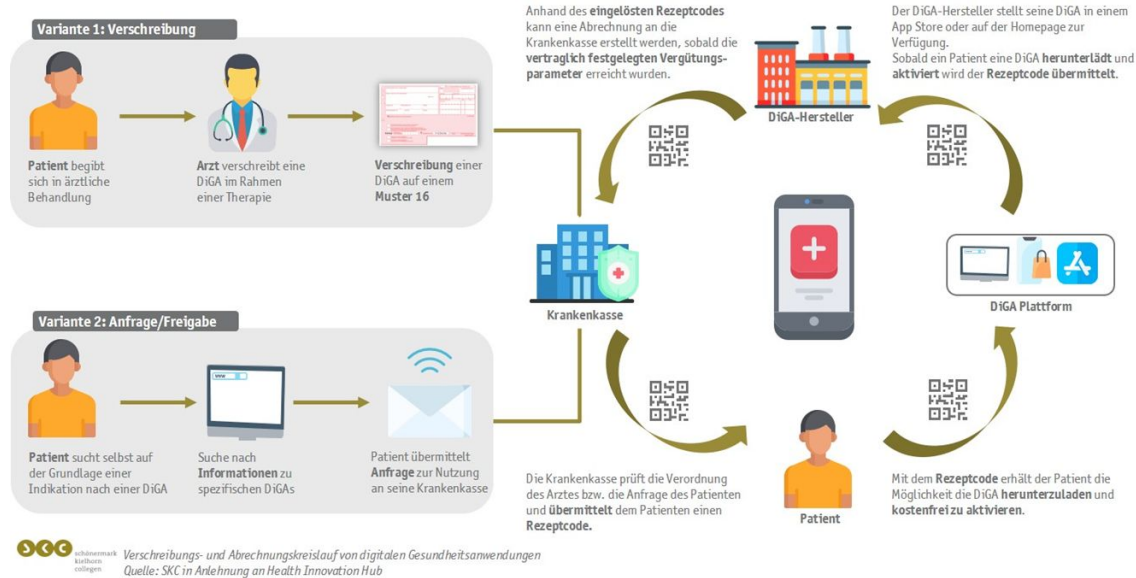 Variante 1: Verschreibung
Patient begibt
sich in ärztliche
Behandlung
Arzt verschreibt eine
DiGA im Rahmen
einer Therapie
Verschreibung einer
DiGA auf einem
Muster 16
Variante 2: Anfrage/Freigabe
Patient sucht selbst auf
der Grundlage einer
Indikation nach einer DiGA
www
Suche nach
Informationen zu
spezifischen DiGAs
Patient übermittelt
Anfrage zur Nutzung
an seine Krankenkasse
Anhand des eingelösten Rezeptcodes
kann eine Abrechnung an die
Krankenkasse erstellt werden, sobald die
vertraglich festgelegten Vergütungs-
parameter erreicht wurden.
DiGA-Hersteller
Der DiGA-Hersteller stellt seine DiGA in einem
App Store oder auf der Homepage zur
Verfügung.
Sobald ein Patient eine DiGA herunterlädt und
aktiviert wird der Rezeptcode übermittelt.
Krankenkasse
DiGA Plattform
Die Krankenkasse prüft die Verordnung
des Arztes bzw. die Anfrage des Patienten
und übermittelt dem Patienten einen
Rezeptcode.
Patient
Mit dem Rezeptcode erhält der Patient die
Möglichkeit die DiGA herunterzuladen und
kostenfrei zu aktivieren.
schönermark
kielhorn
collegen
Verschreibungs- und Abrechnungskreislauf von digitalen Gesundheitsanwendungen
Quelle: SKC in Anlehnung an Health Innovation Hub